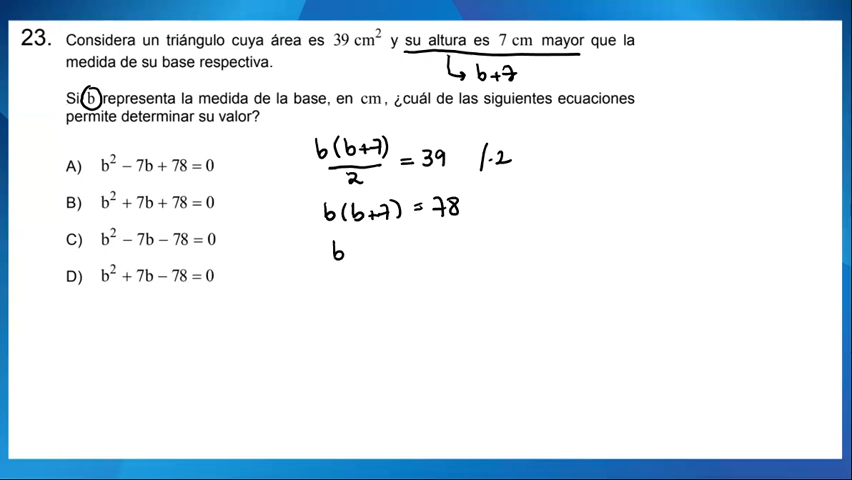 23. Considera un triángulo cuya área es 39 cm² y su altura es 7 cm mayor que la
medida de su base respectiva.
b+7
Si b representa la medida de la base, en cm, ¿cuál de las siguientes ecuaciones
permite determinar su valor?
A) b² − 7b + 78 = 0
B) b² + 7b + 78 = 0
C) b² − 7b − 78 = 0
D) b² + 7b − 78 = 0
b(b+7)/2 = 39 /·2
b(b+7) = 78
b